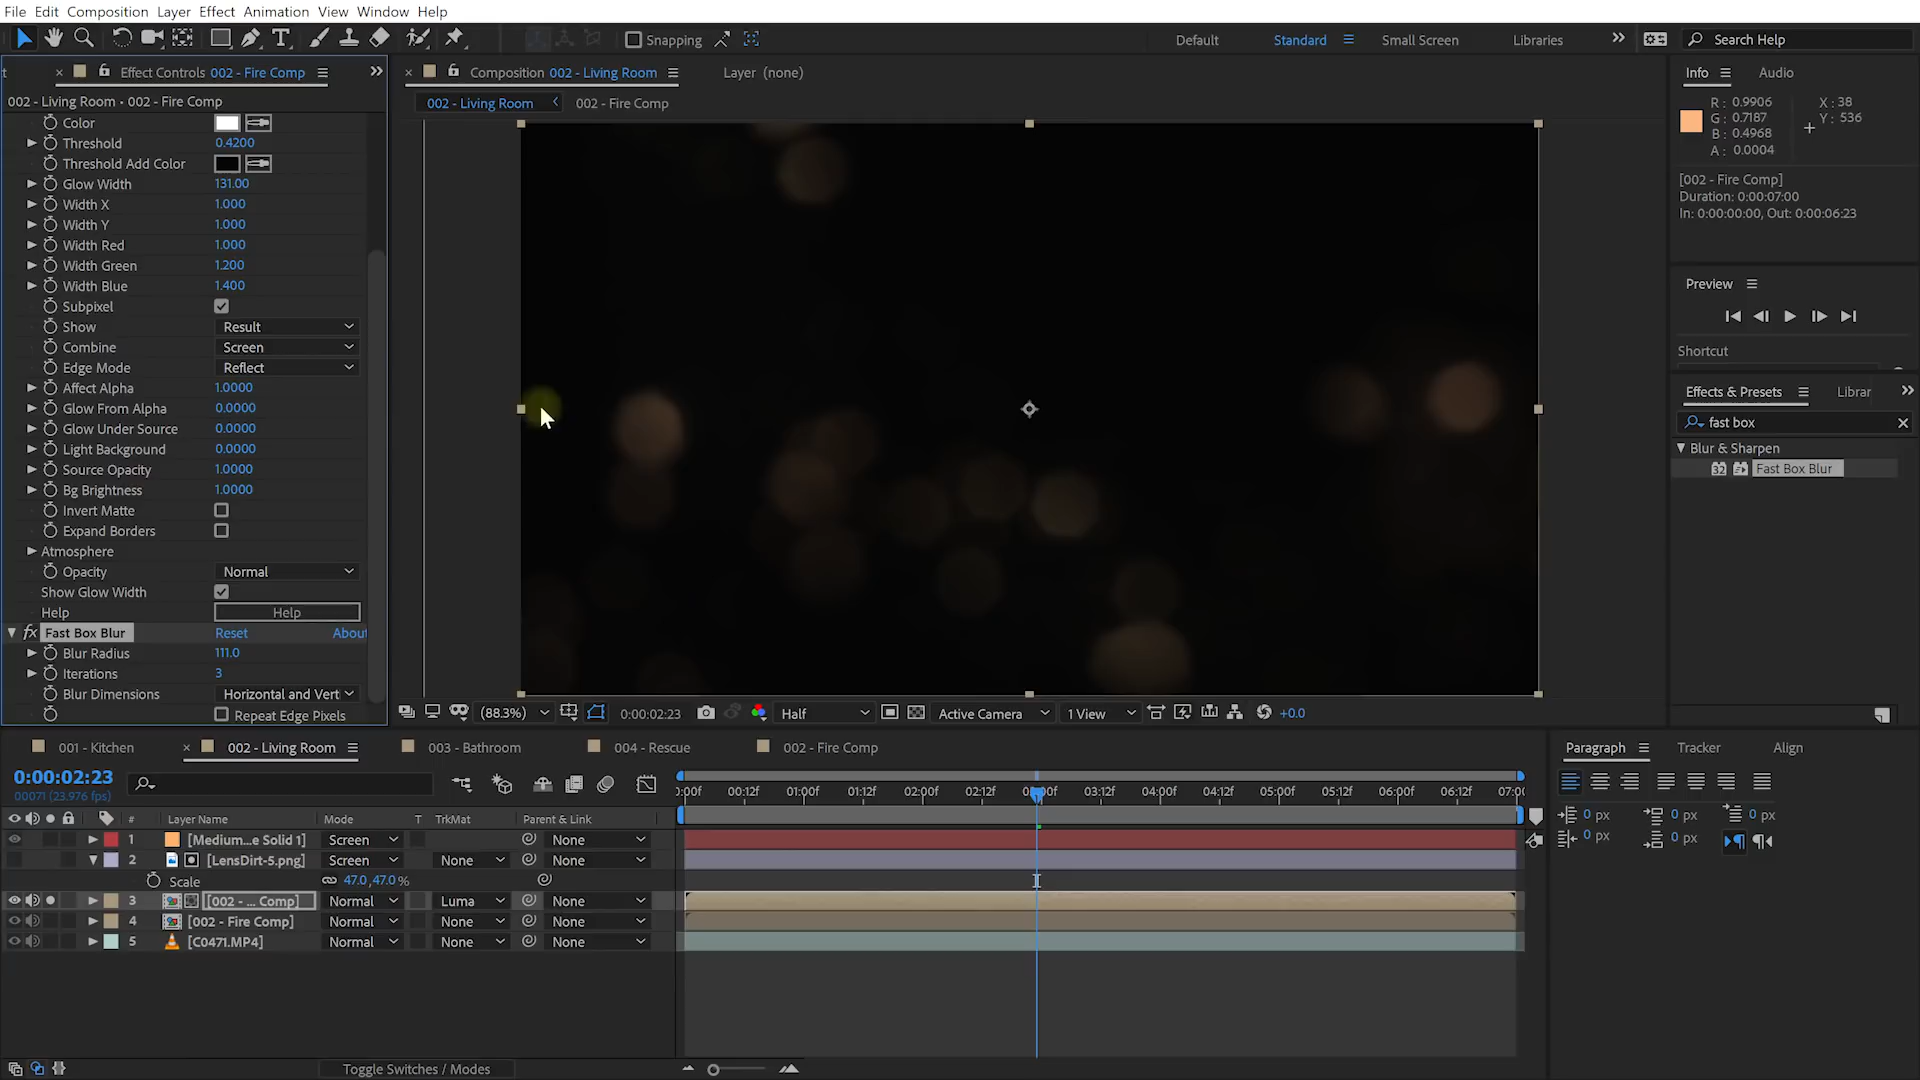 File Edit Composition Layer Effect Animation View Window Help
Snapping
Default Standard Small Screen Libraries
Search Help
Effect Controls 002 - Fire Comp
002 - Living Room • 002 - Fire Comp
Color
Threshold 0.4200
Threshold Add Color
Glow Width 131.00
Width X 1.000
Width Y 1.000
Width Red 1.000
Width Green 1.200
Width Blue 1.400
Subpixel
Show Result
Combine Screen
Edge Mode Reflect
Affect Alpha 1.0000
Glow From Alpha 0.0000
Glow Under Source 0.0000
Light Background 0.0000
Source Opacity 1.0000
Bg Brightness 1.0000
Invert Matte
Expand Borders
Atmosphere
Opacity Normal
Show Glow Width
Help Help
fx Fast Box Blur Reset About
Blur Radius 111.0
Iterations 3
Blur Dimensions Horizontal and Vert
Repeat Edge Pixels
Composition 002 - Living Room
Layer (none)
002 - Living Room 002 - Fire Comp
(88.3%) 0:00:02:23 Half Active Camera 1 View +0.0
Info Audio
R: 0.9906
G: 0.7187
B: 0.4968
A: 0.0004
X: 38
Y: 536
[002 - Fire Comp]
Duration: 0:00:07:00
In: 0:00:00:00, Out: 0:00:06:23
Preview
Shortcut
Effects & Presets Librar
fast box
Blur & Sharpen
32 Fast Box Blur
001 - Kitchen 002 - Living Room 003 - Bathroom 004 - Rescue 002 - Fire Comp
0:00:02:23
00071 (23.976 fps)
# Layer Name Mode T TrkMat Parent & Link
1 [Medium...e Solid 1] Screen None
2 [LensDirt-5.png] Screen None None
Scale 47.0,47.0%
3 [002 - ... Comp] Normal Luma None
4 [002 - Fire Comp] Normal None None
5 [C0471.MP4] Normal None None
Toggle Switches / Modes
00:12f 01:00f 01:12f 02:00f 02:12f 03:12f 04:00f 04:12f 05:00f 05:12f 06:00f 06:12f
Paragraph Tracker Align
0 px 0 px 0 px
0 px 0 px